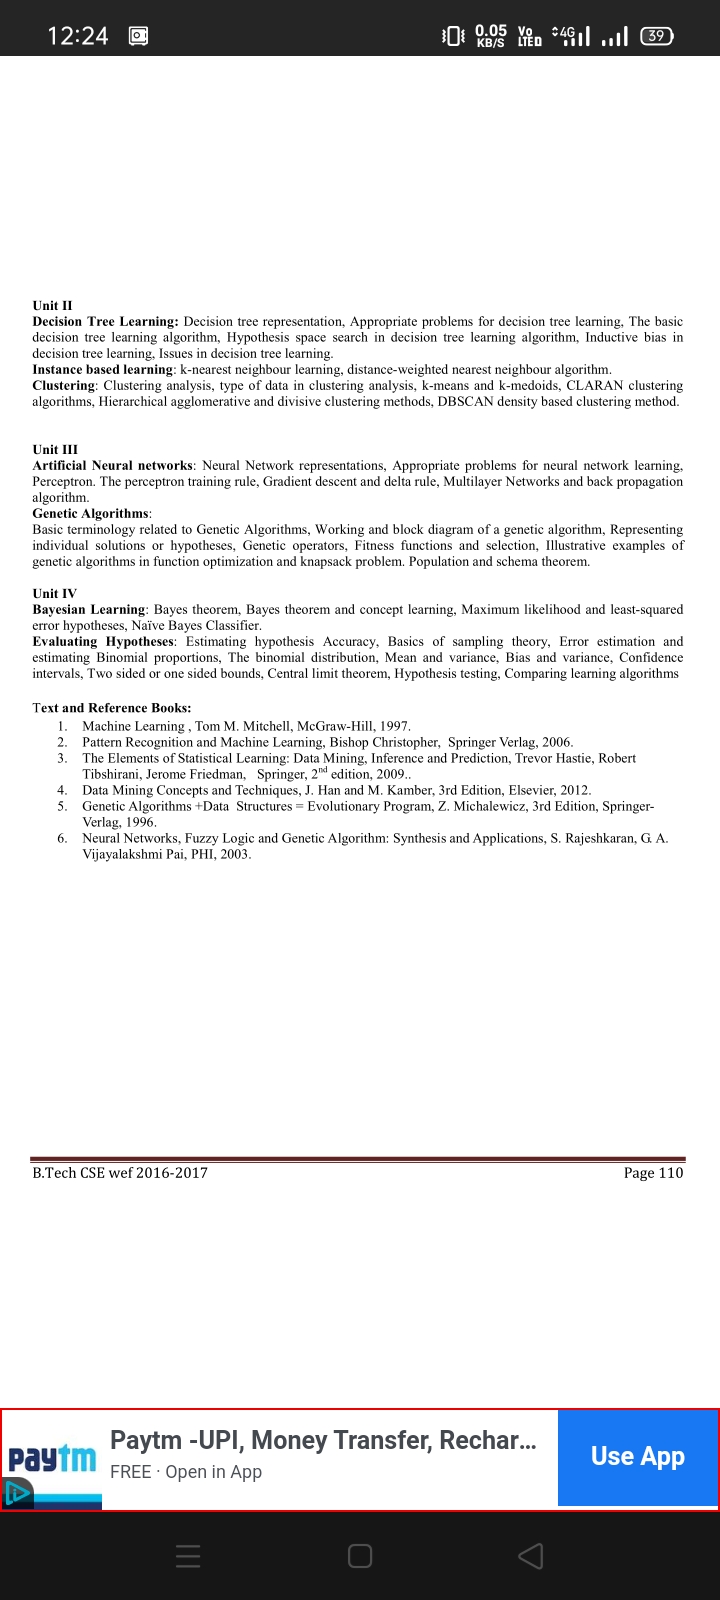 12:24
0.05 KB/S
Vo LTE D
4G
39
Unit II
Decision Tree Learning: Decision tree representation, Appropriate problems for decision tree learning, The basic
decision tree learning algorithm, Hypothesis space search in decision tree learning algorithm, Inductive bias in
decision tree learning, Issues in decision tree learning.
Instance based learning: k-nearest neighbour learning, distance-weighted nearest neighbour algorithm.
Clustering: Clustering analysis, type of data in clustering analysis, k-means and k-medoids, CLARAN clustering
algorithms, Hierarchical agglomerative and divisive clustering methods, DBSCAN density based clustering method.
Unit III
Artificial Neural networks: Neural Network representations, Appropriate problems for neural network learning,
Perceptron. The perceptron training rule, Gradient descent and delta rule, Multilayer Networks and back propagation
algorithm.
Genetic Algorithms:
Basic terminology related to Genetic Algorithms, Working and block diagram of a genetic algorithm, Representing
individual solutions or hypotheses, Genetic operators, Fitness functions and selection, Illustrative examples of
genetic algorithms in function optimization and knapsack problem. Population and schema theorem.
Unit IV
Bayesian Learning: Bayes theorem, Bayes theorem and concept learning, Maximum likelihood and least-squared
error hypotheses, Naïve Bayes Classifier.
Evaluating Hypotheses: Estimating hypothesis Accuracy, Basics of sampling theory, Error estimation and
estimating Binomial proportions, The binomial distribution, Mean and variance, Bias and variance, Confidence
intervals, Two sided or one sided bounds, Central limit theorem, Hypothesis testing, Comparing learning algorithms
Text and Reference Books:
1. Machine Learning , Tom M. Mitchell, McGraw-Hill, 1997.
2. Pattern Recognition and Machine Learning, Bishop Christopher, Springer Verlag, 2006.
3. The Elements of Statistical Learning: Data Mining, Inference and Prediction, Trevor Hastie, Robert
Tibshirani, Jerome Friedman, Springer, 2nd edition, 2009..
4. Data Mining Concepts and Techniques, J. Han and M. Kamber, 3rd Edition, Elsevier, 2012.
5. Genetic Algorithms +Data Structures = Evolutionary Program, Z. Michalewicz, 3rd Edition, Springer-
Verlag, 1996.
6. Neural Networks, Fuzzy Logic and Genetic Algorithm: Synthesis and Applications, S. Rajeshkaran, G. A.
Vijayalakshmi Pai, PHI, 2003.
B.Tech CSE wef 2016-2017 Page 110
paytm
Paytm -UPI, Money Transfer, Rechar...
FREE · Open in App
Use App